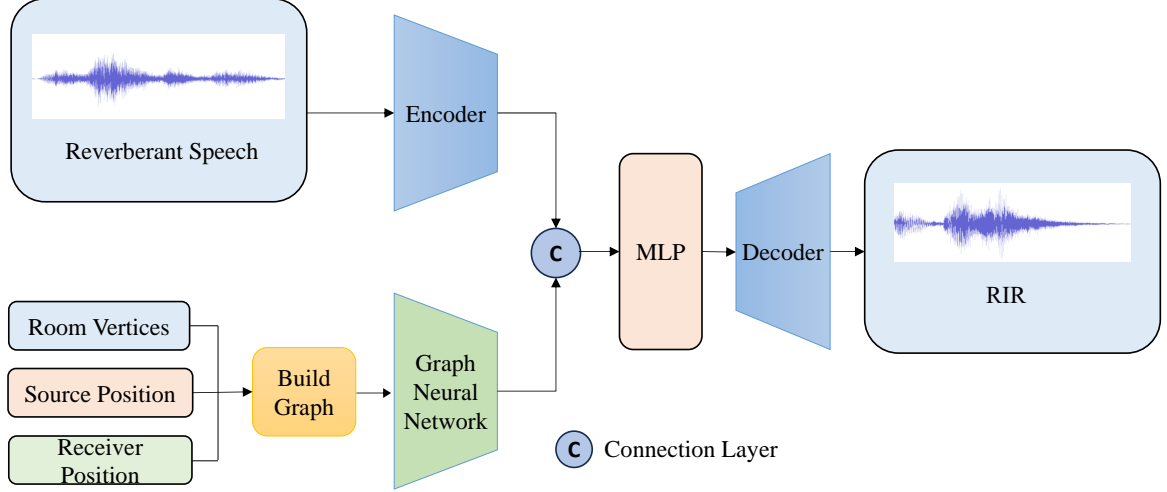 Reverberant Speech
Encoder
C
MLP
Decoder
RIR
Room Vertices
Source Position
Receiver
Position
Build
Graph
Graph
Neural
Network
C Connection Layer